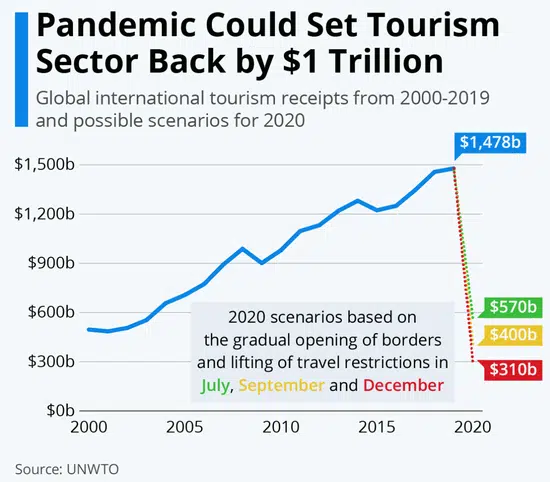 Pandemic Could Set Tourism
Sector Back by $1 Trillion
Global international tourism receipts from 2000-2019
and possible scenarios for 2020
$1,478b
$1,500b
$1,200b
$900b
$600b
$300b
$0b
$570b
$400b
$310b
2020 scenarios based on
the gradual opening of borders
and lifting of travel restrictions in
July, September and December
2000
2005
2010
2015
2020
Source: UNWTO